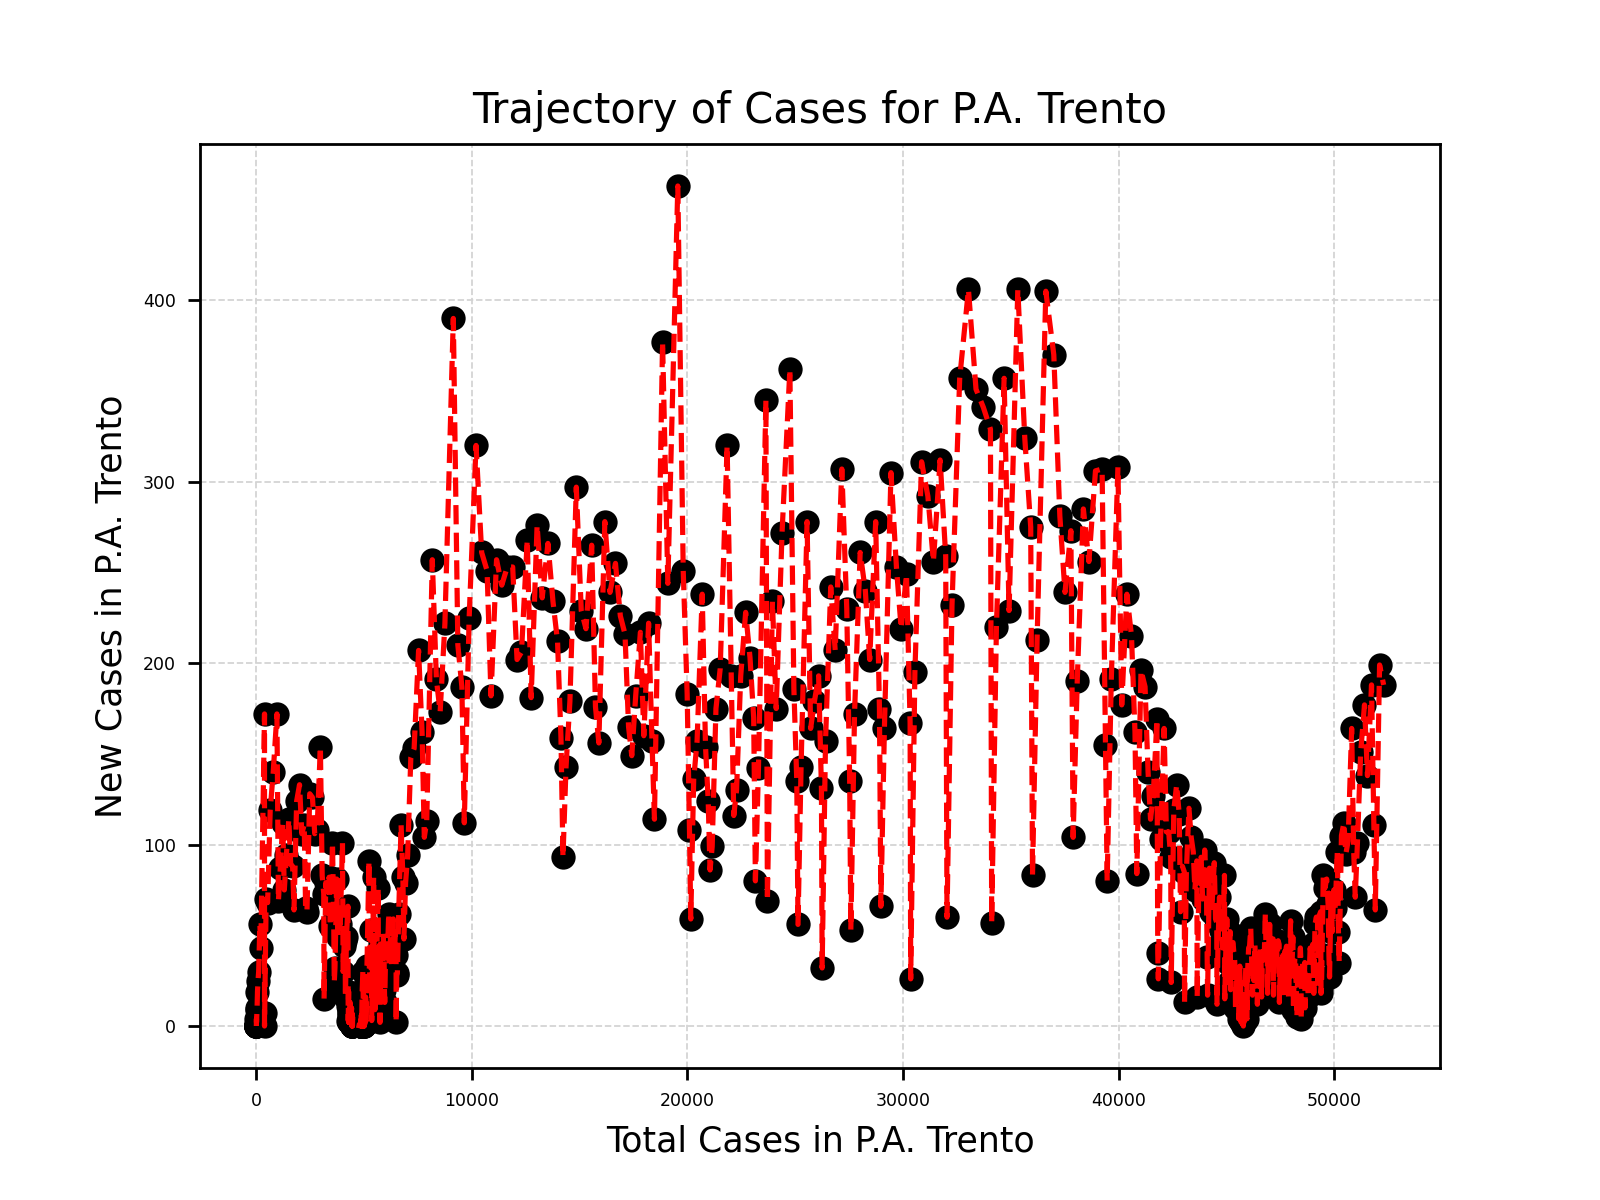 Trajectory of Cases for P.A. Trento
New Cases in P.A. Trento
400
300
200
100
0
0 10000 20000 30000 40000 50000
Total Cases in P.A. Trento